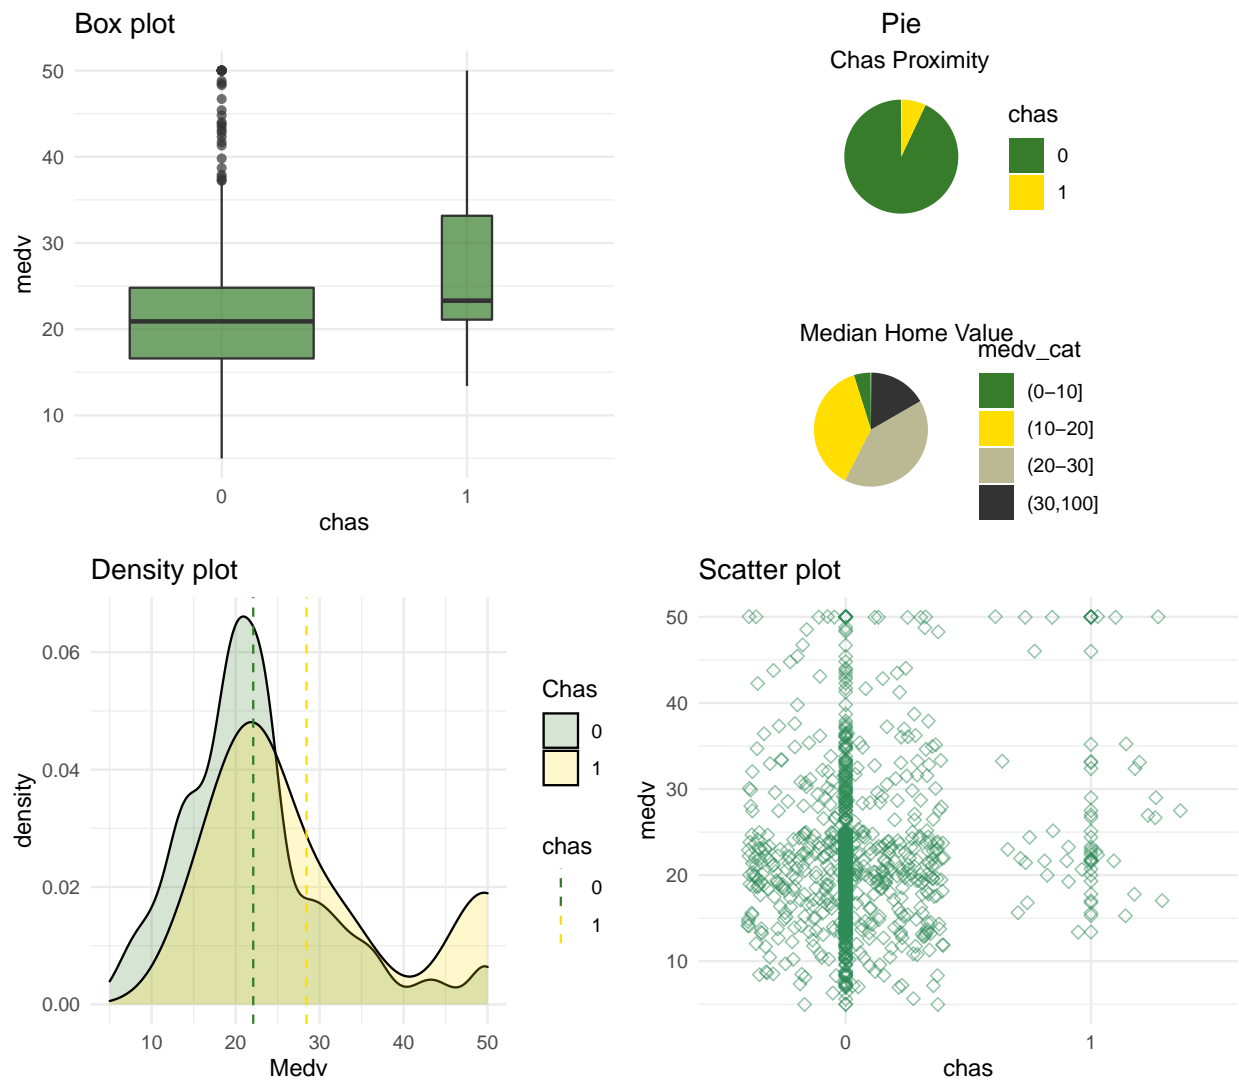 Box plot
50
40
30
20
10
medv
0
1
chas
Pie
Chas Proximity
chas
0
1
Median Home Value
medv_cat
(0−10]
(10−20]
(20−30]
(30,100]
Density plot
0.06
0.04
0.02
0.00
density
10
20
30
40
50
Medv
Chas
0
1
chas
0
1
Scatter plot
50
40
30
20
10
medv
0
1
chas